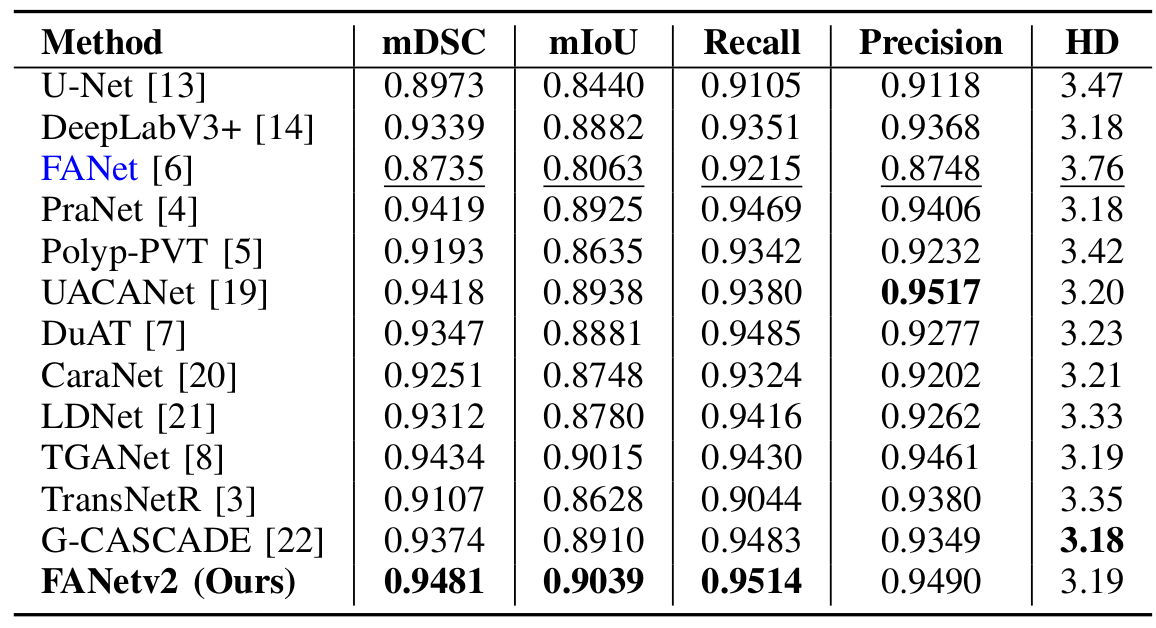 Method mDSC mIoU Recall Precision HD
U-Net [13] 0.8973 0.8440 0.9105 0.9118 3.47
DeepLabV3+ [14] 0.9339 0.8882 0.9351 0.9368 3.18
FANet [6] 0.8735 0.8063 0.9215 0.8748 3.76
PraNet [4] 0.9419 0.8925 0.9469 0.9406 3.18
Polyp-PVT [5] 0.9193 0.8635 0.9342 0.9232 3.42
UACANet [19] 0.9418 0.8938 0.9380 0.9517 3.20
DuAT [7] 0.9347 0.8881 0.9485 0.9277 3.23
CaraNet [20] 0.9251 0.8748 0.9324 0.9202 3.21
LDNet [21] 0.9312 0.8780 0.9416 0.9262 3.33
TGANet [8] 0.9434 0.9015 0.9430 0.9461 3.19
TransNetR [3] 0.9107 0.8628 0.9044 0.9380 3.35
G-CASCADE [22] 0.9374 0.8910 0.9483 0.9349 3.18
FANetv2 (Ours) 0.9481 0.9039 0.9514 0.9490 3.19